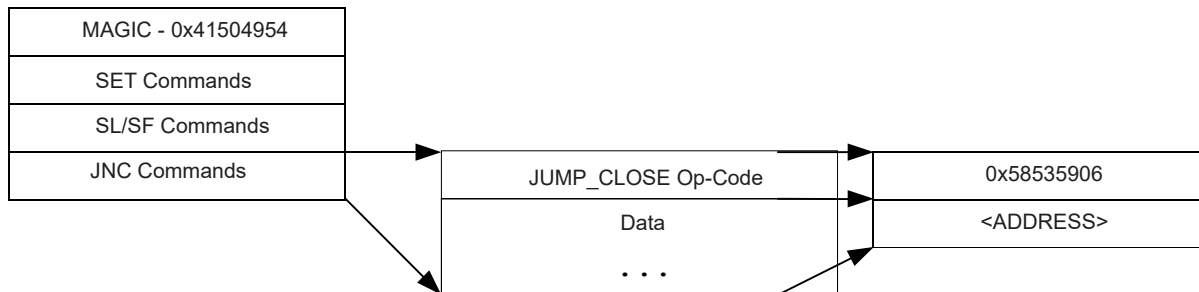 MAGIC - 0x41504954
SET Commands
SL/SF Commands
JNC Commands
JUMP_CLOSE Op-Code
Data
. . .
0x58535906
<ADDRESS>